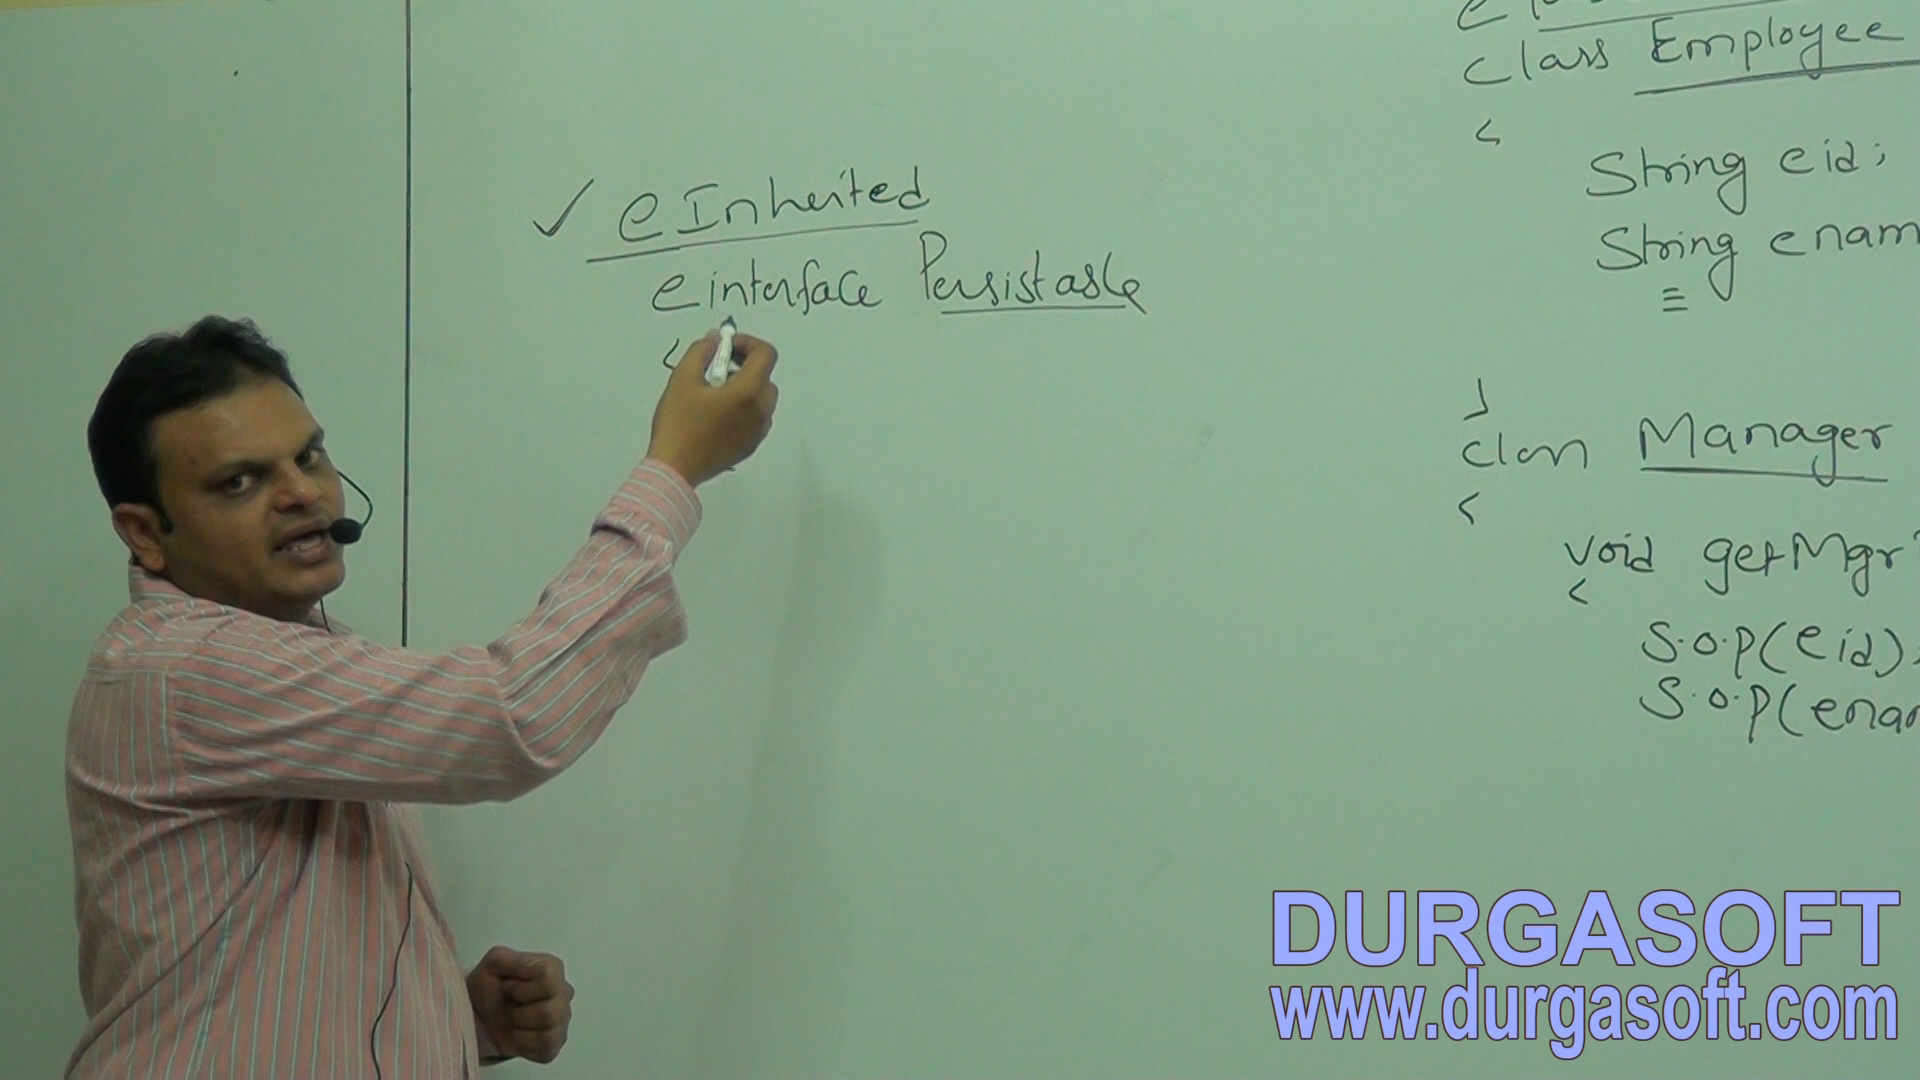 ✓ @Inherited
@interface Persistable
{
class Employee
{
String eid;
String enam
}
class Manager
{
void getMgr
{
S.o.p(eid);
S.o.p(enam
DURGASOFT
www.durgasoft.com